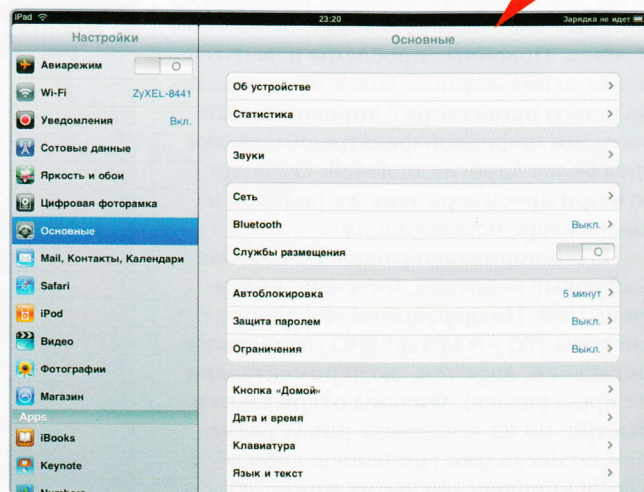 iPad 23:20 Зарядка не идет
Настройки
Авиарежим
Wi-Fi ZyXEL-8441
Уведомления Вкл.
Сотовые данные
Яркость и обои
Цифровая фоторамка
Основные
Mail, Контакты, Календари
Safari
iPod
Видео
Фотографии
Магазин
Apps
iBooks
Keynote
Numbers
Основные
Об устройстве
Статистика
Звуки
Сеть
Bluetooth Выкл.
Службы размещения
Автоблокировка 5 минут
Защита паролем Выкл.
Ограничения Выкл.
Кнопка «Домой»
Дата и время
Клавиатура
Язык и текст